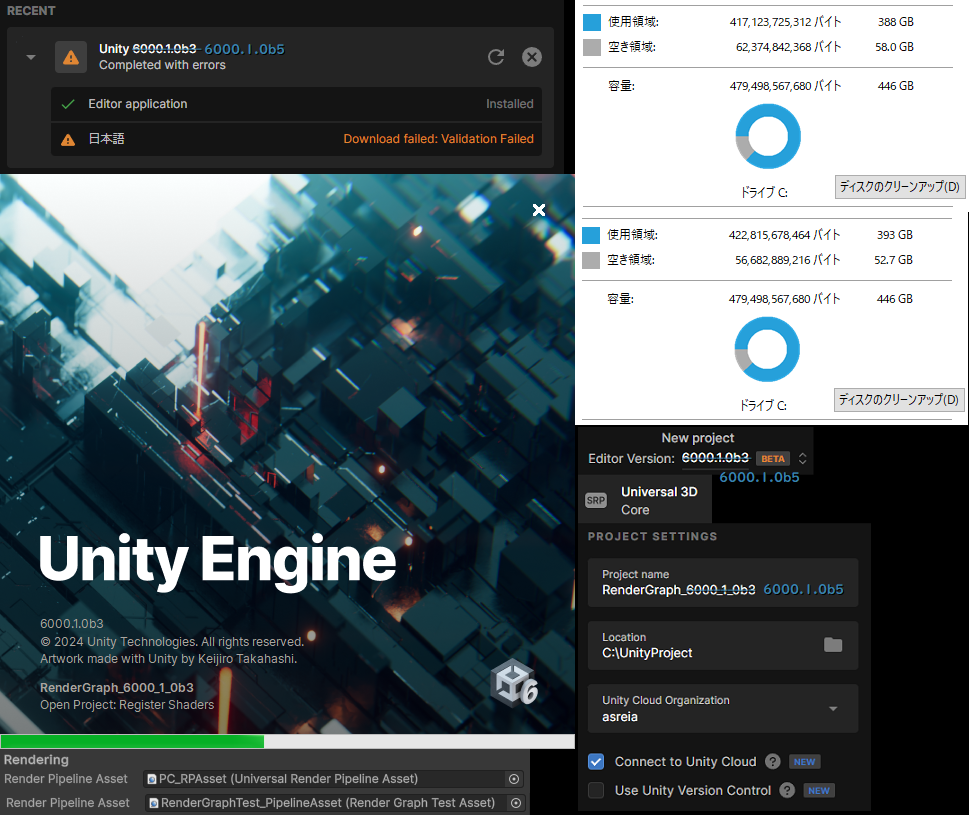 RECENT
Unity 6000.1.0b3 6000.1.0b5
Completed with errors
Editor application Installed
日本語 Download failed: Validation Failed
Unity Engine
6000.1.0b3
© 2024 Unity Technologies. All rights reserved.
Artwork made with Unity by Keijiro Takahashi.
RenderGraph_6000_1_0b3
Open Project: Register Shaders
6
Rendering
Render Pipeline Asset PC_RPAsset (Universal Render Pipeline Asset)
Render Pipeline Asset RenderGraphTest_PipelineAsset (Render Graph Test Asset)
使用領域: 417,123,725,312 バイト 388 GB
空き領域: 62,374,842,368 バイト 58.0 GB
容量: 479,498,567,680 バイト 446 GB
ドライブ C: ディスクのクリーンアップ(D)
使用領域: 422,815,678,464 バイト 393 GB
空き領域: 56,682,889,216 バイト 52.7 GB
容量: 479,498,567,680 バイト 446 GB
ドライブ C: ディスクのクリーンアップ(D)
New project
Editor Version: 6000.1.0b3 BETA
6000.1.0b5
SRP Universal 3D
Core
PROJECT SETTINGS
Project name
RenderGraph_6000_1_0b3 6000.1.0b5
Location
C:\UnityProject
Unity Cloud Organization
asreia
Connect to Unity Cloud ? NEW
Use Unity Version Control ? NEW